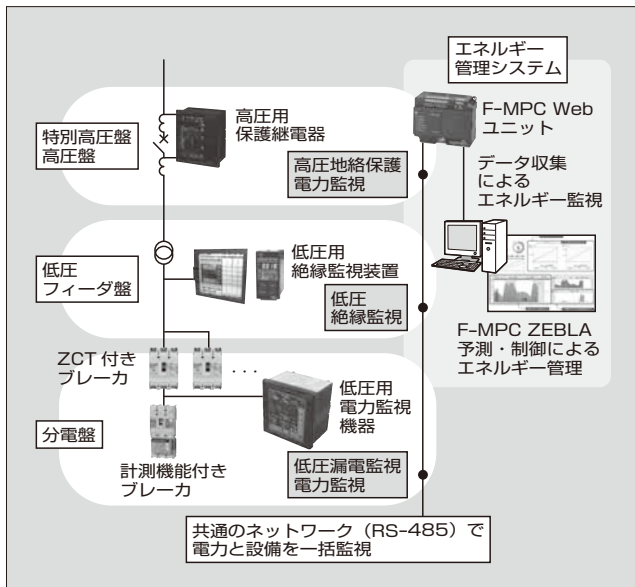 エネルギー
管理システム
F-MPC Web
ユニット
高圧用
保護継電器
特別高圧盤
高圧盤
高圧地絡保護
電力監視
データ収集
による
エネルギー監視
低圧
フィーダ盤
低圧用
絶縁監視装置
低圧
絶縁監視
F-MPC ZEBLA
予測・制御による
エネルギー管理
ZCT 付き
ブレーカ
・・・
低圧用
電力監視
機器
分電盤
計測機能付き
ブレーカ
低圧漏電監視
電力監視
共通のネットワーク（RS-485）で
電力と設備を一括監視